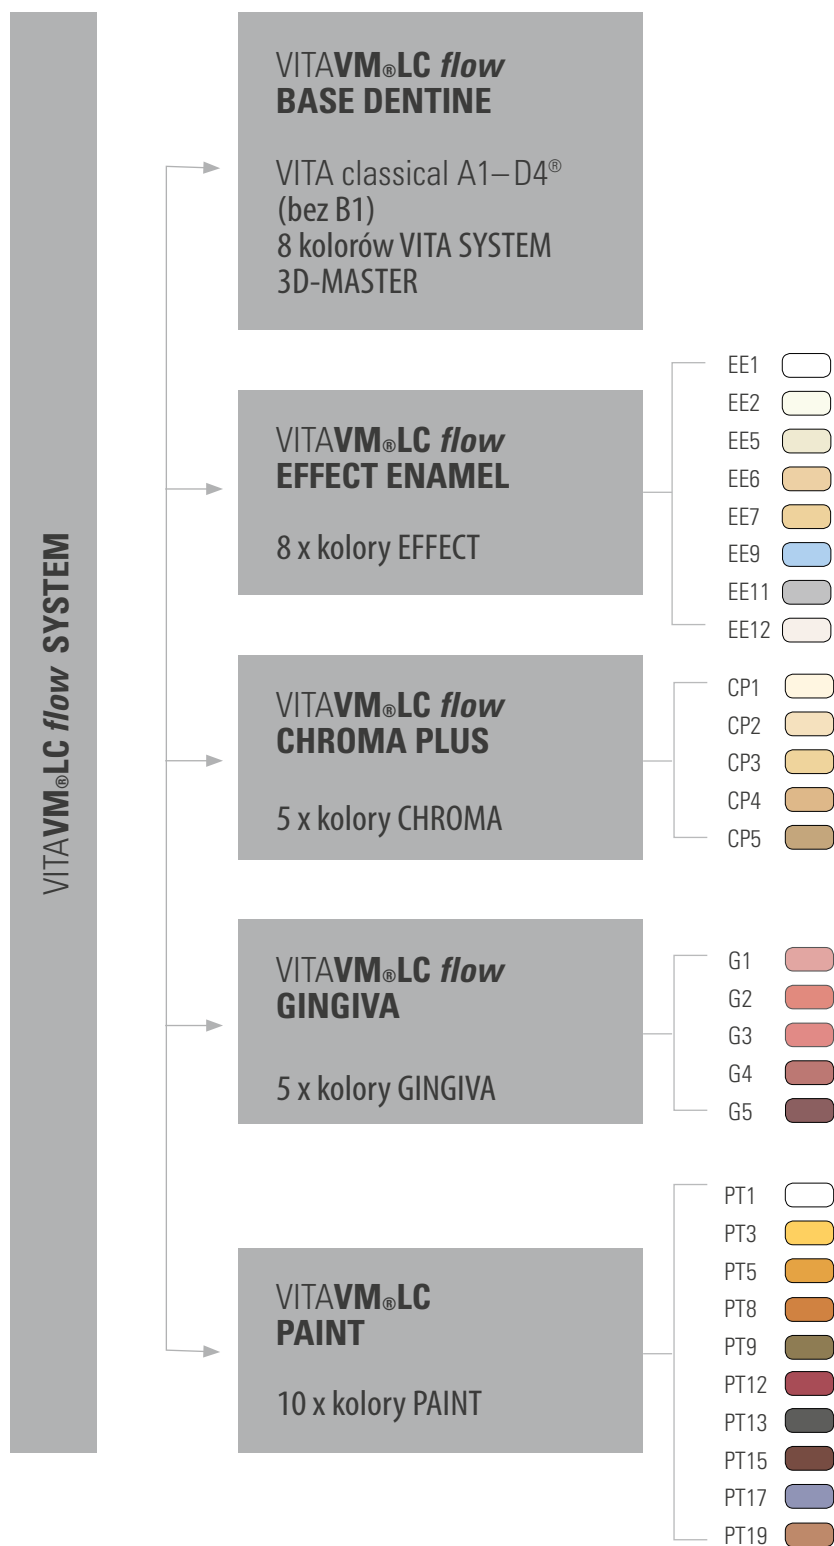 VITAVM®LC flow SYSTEM
VITAVM®LC flow
BASE DENTINE
VITA classical A1–D4®
(bez B1)
8 kolorów VITA SYSTEM
3D-MASTER
VITAVM®LC flow
EFFECT ENAMEL
8 x kolory EFFECT
EE1
EE2
EE5
EE6
EE7
EE9
EE11
EE12
VITAVM®LC flow
CHROMA PLUS
5 x kolory CHROMA
CP1
CP2
CP3
CP4
CP5
VITAVM®LC flow
GINGIVA
5 x kolory GINGIVA
G1
G2
G3
G4
G5
VITAVM®LC
PAINT
10 x kolory PAINT
PT1
PT3
PT5
PT8
PT9
PT12
PT13
PT15
PT17
PT19